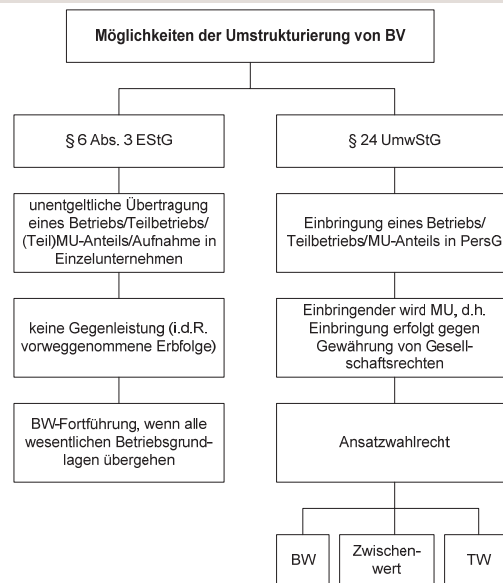 Möglichkeiten der Umstrukturierung von BV
§ 6 Abs. 3 EStG
unentgeltliche Übertragung
eines Betriebs/Teilbetriebs/
(Teil)MU-Anteils/Aufnahme in
Einzelunternehmen
keine Gegenleistung (i.d.R.
vorweggenommene Erbfolge)
BW-Fortführung, wenn alle
wesentlichen Betriebsgrund-
lagen übergehen
§ 24 UmwStG
Einbringung eines Betriebs/
Teilbetriebs/MU-Anteils in PersG
Einbringender wird MU, d.h.
Einbringung erfolgt gegen
Gewährung von Gesell-
schaftsrechten
Ansatzwahlrecht
BW
Zwischen-
wert
TW